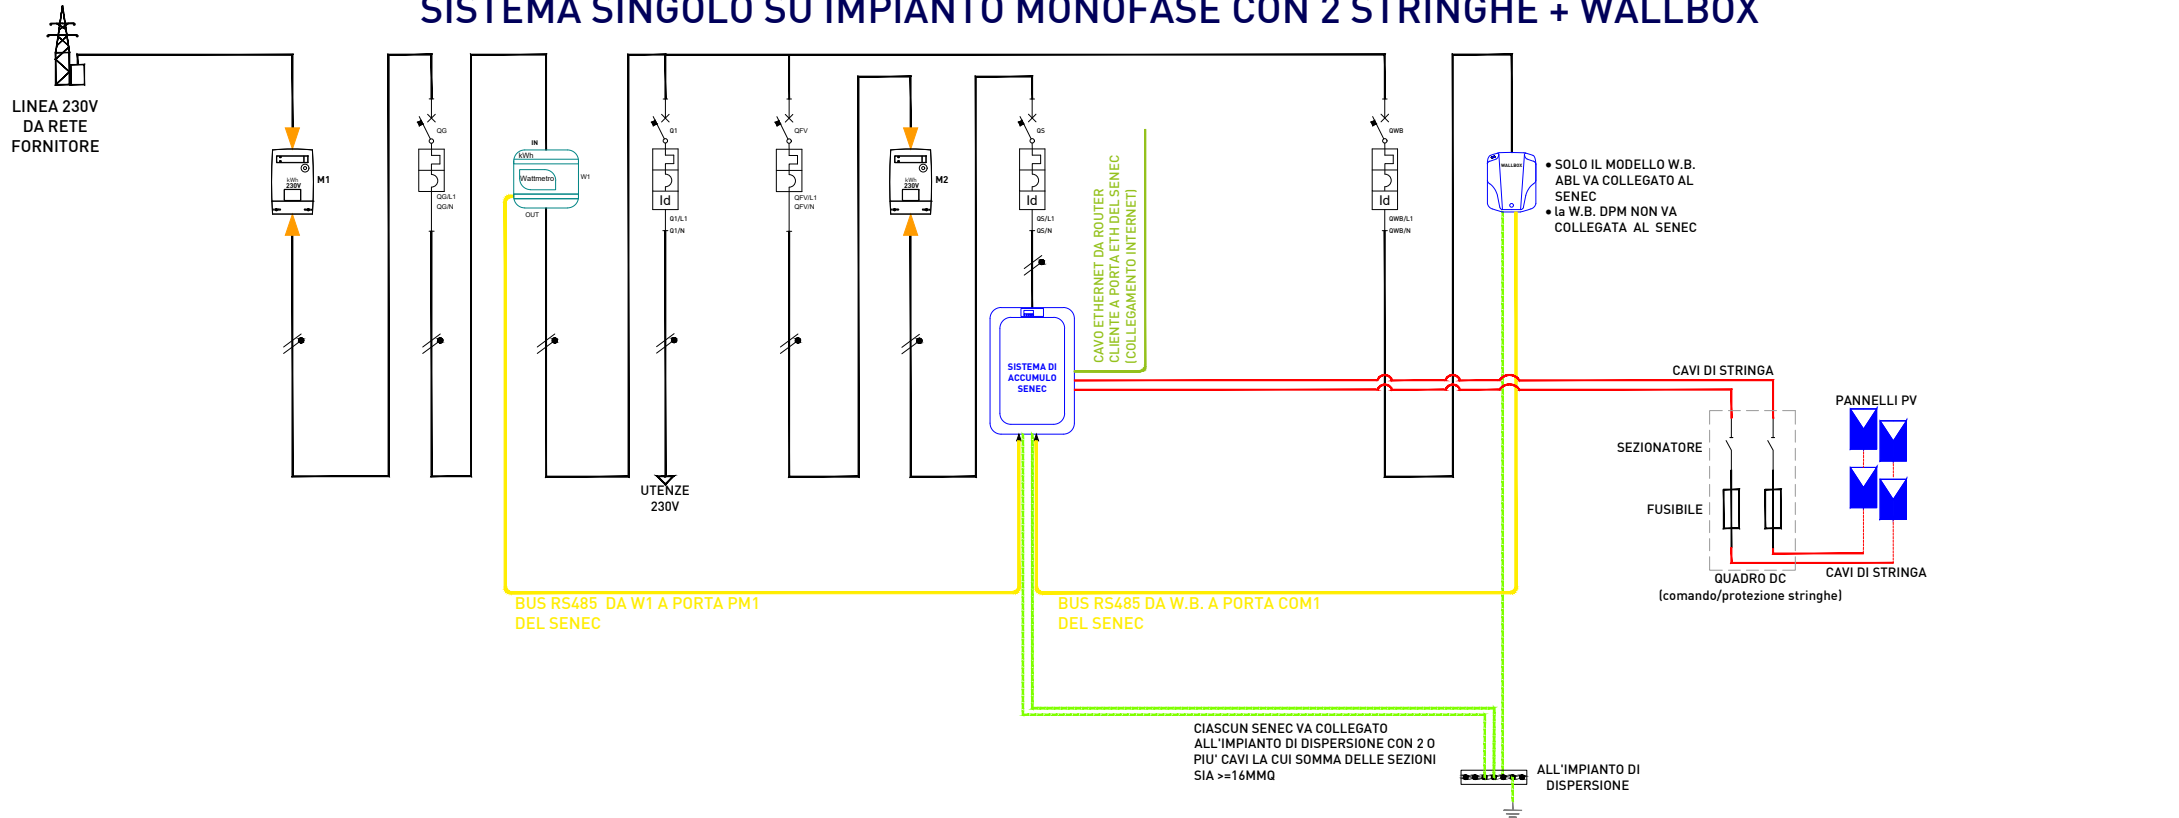 SISTEMA SINGOLO SU IMPIANTO MONOFASE CON 2 STRINGHE + WALLBOX
LINEA 230V
DA RETE
FORNITORE
kWh
230V
M1
QG
QG/L1
QG/N
IN
kWh
Wattmetro
W1
OUT
Q1
Id
Q1/L1
Q1/N
UTENZE
230V
QFV
QFV/L1
QFV/N
kWh
230V
M2
QS
Id
QS/L1
QS/N
SISTEMA DI
ACCUMULO
SENEC
CAVO ETHERNET DA ROUTER
CLIENTE A PORTA ETH DEL SENEC
(COLLEGAMENTO INTERNET)
QWB
Id
QWB/L1
QWB/N
WALLBOX
• SOLO IL MODELLO W.B.
ABL VA COLLEGATO AL
SENEC
• la W.B. DPM NON VA
COLLEGATA AL SENEC
CAVI DI STRINGA
PANNELLI PV
SEZIONATORE
FUSIBILE
CAVI DI STRINGA
QUADRO DC
(comando/protezione stringhe)
BUS RS485 DA W1 A PORTA PM1
DEL SENEC
BUS RS485 DA W.B. A PORTA COM1
DEL SENEC
CIASCUN SENEC VA COLLEGATO
ALL'IMPIANTO DI DISPERSIONE CON 2 O
PIU' CAVI LA CUI SOMMA DELLE SEZIONI
SIA >=16MMQ
ALL'IMPIANTO DI
DISPERSIONE